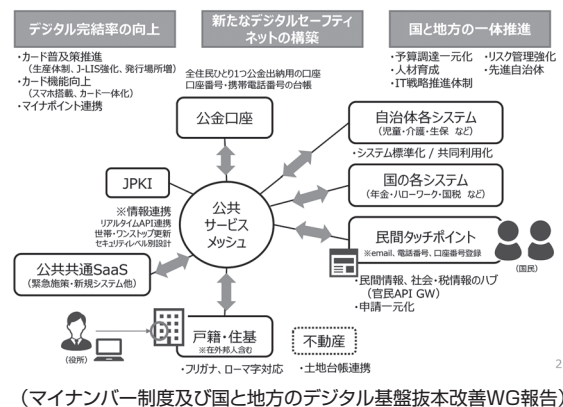 デジタル完結率の向上
新たなデジタルセーフティ
ネットの構築
国と地方の一体推進
・カード普及策推進
（生産体制、J-LIS強化、発行場所増）
・カード機能向上
（スマホ搭載、カード一体化）
・マイナポイント連携
全住民ひとり1つ公金出納用の口座
口座番号・携帯電話番号の台帳
・予算調達一元化 ・リスク管理強化
・人材育成 ・先進自治体
・IT戦略推進体制
公金口座
自治体各システム
（児童・介護・生保 など）
・システム標準化 / 共同利用化
JPKI
※情報連携
リアルタイムAPI連携
世帯・ワンストップ更新
セキュリティレベル別設計
公共
サービス
メッシュ
国の各システム
（年金・ハローワーク・国税 など）
民間タッチポイント
※email、電話番号、口座番号登録
（国民）
・民間情報、社会・税情報のハブ
（官民API GW）
・申請一元化
公共共通SaaS
（緊急施策・新規システム他）
（役所）
戸籍・住基
※在外邦人含む
・フリガナ、ローマ字対応
不動産
・土地台帳連携
2
（マイナンバー制度及び国と地方のデジタル基盤抜本改善WG報告）